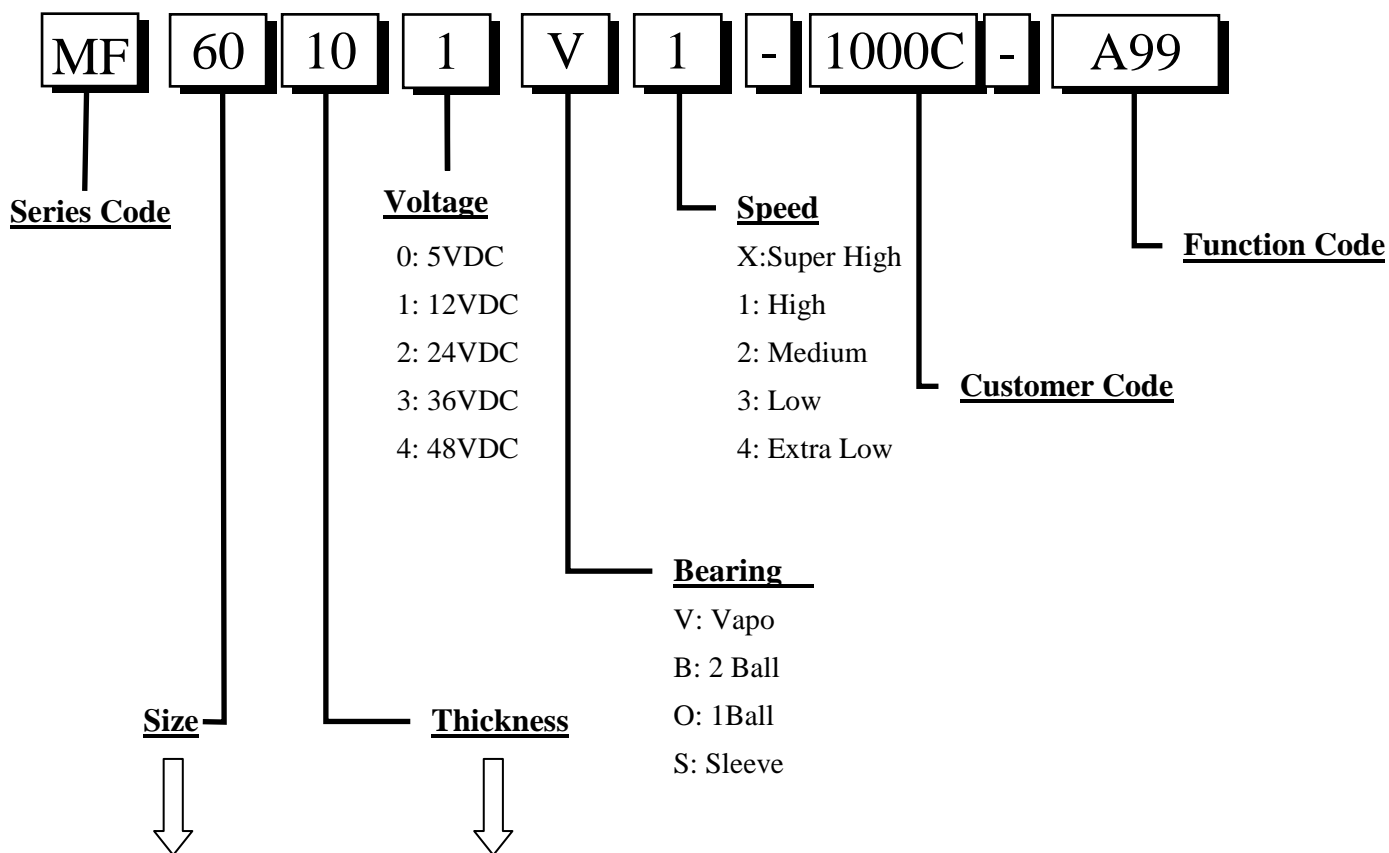 MF 60 10 1 V 1 - 1000C - A99
Series Code
Voltage
0: 5VDC
1: 12VDC
2: 24VDC
3: 36VDC
4: 48VDC
Speed
X:Super High
1: High
2: Medium
3: Low
4: Extra Low
Function Code
Customer Code
Bearing
V: Vapo
B: 2 Ball
O: 1Ball
S: Sleeve
Size
Thickness